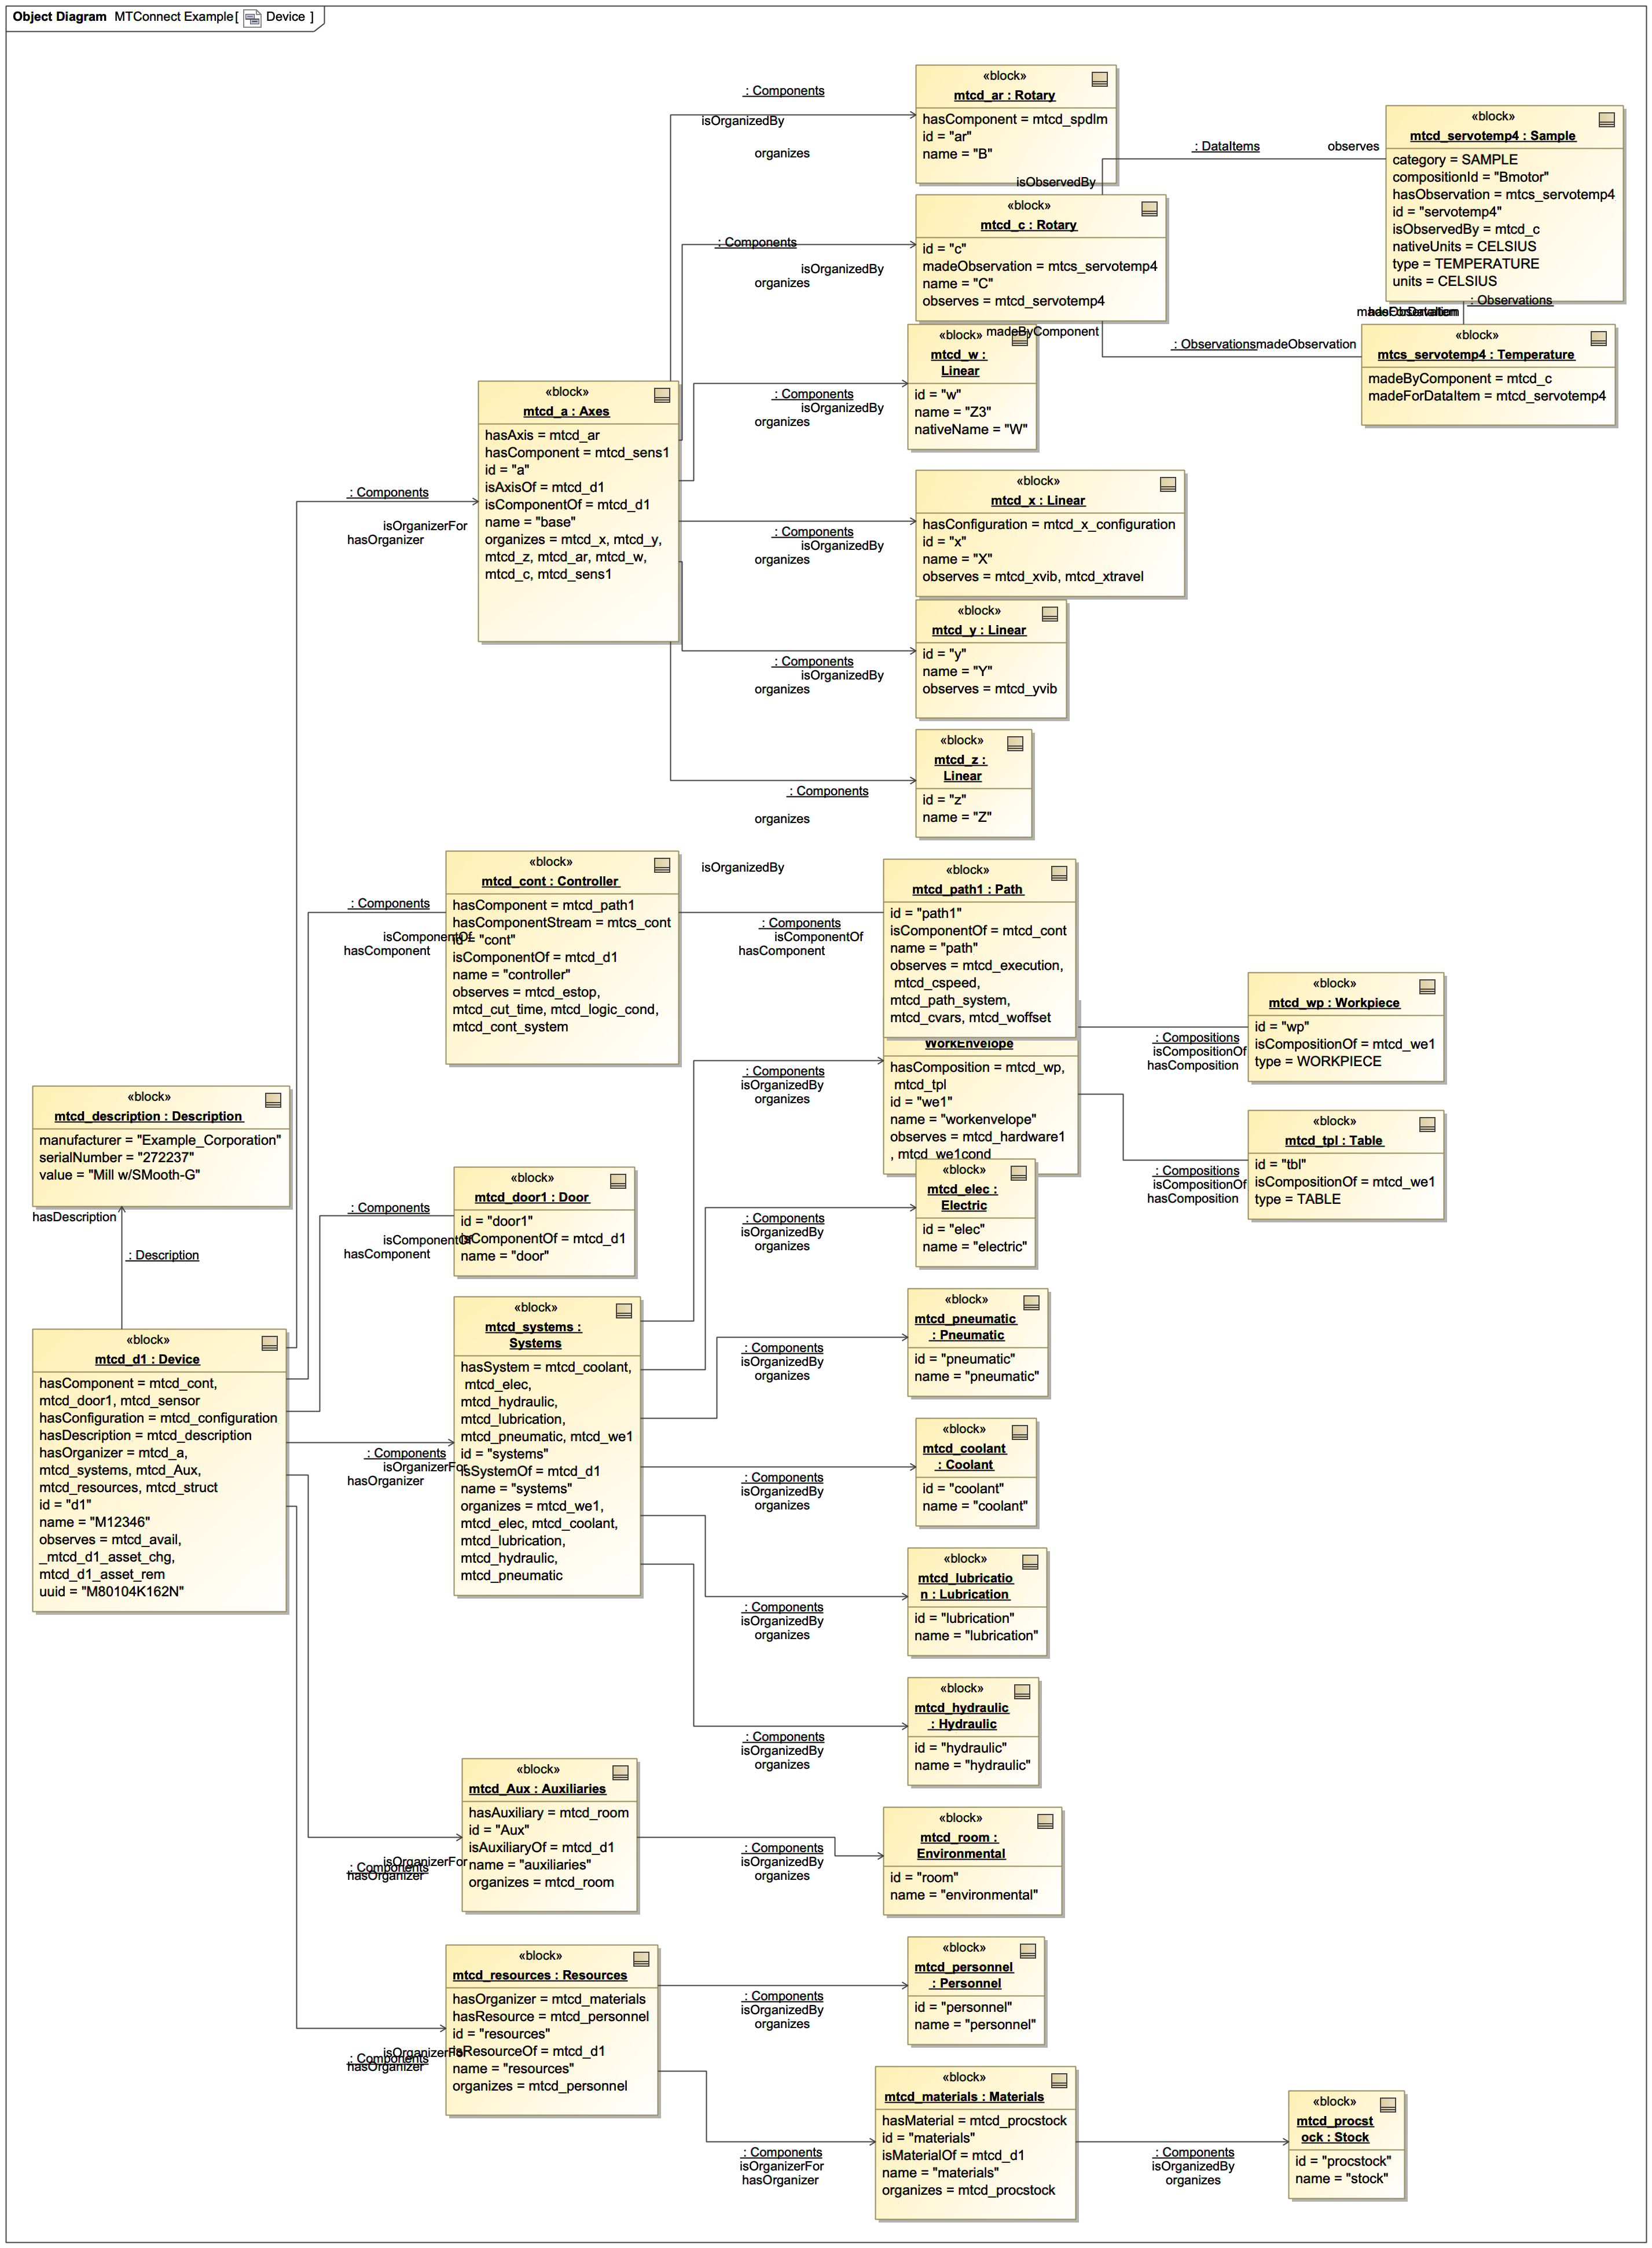 Object Diagram MTConnect Example[ Device ]
: Components
isOrganizedBy
organizes
«block»
mtcd_ar : Rotary
hasComponent = mtcd_spdlm
id = "ar"
name = "B"
isObservedBy
: DataItems
observes
«block»
mtcd_servotemp4 : Sample
category = SAMPLE
compositionId = "Bmotor"
hasObservation = mtcs_servotemp4
id = "servotemp4"
isObservedBy = mtcd_c
nativeUnits = CELSIUS
type = TEMPERATURE
units = CELSIUS
: Components
isOrganizedBy
organizes
«block»
mtcd_c : Rotary
id = "c"
madeObservation = mtcs_servotemp4
name = "C"
observes = mtcd_servotemp4
: Observations
madeByComponent
: Observations
madeObservation
«block»
mtcs_servotemp4 : Temperature
madeByComponent = mtcd_c
madeForDataItem = mtcd_servotemp4
«block»
mtcd_w :
Linear
id = "w"
name = "Z3"
nativeName = "W"
: Components
isOrganizedBy
organizes
«block»
mtcd_a : Axes
hasAxis = mtcd_ar
hasComponent = mtcd_sens1
id = "a"
isAxisOf = mtcd_d1
isComponentOf = mtcd_d1
name = "base"
organizes = mtcd_x, mtcd_y,
mtcd_z, mtcd_ar, mtcd_w,
mtcd_c, mtcd_sens1
: Components
isOrganizerFor
hasOrganizer
: Components
isOrganizedBy
organizes
«block»
mtcd_x : Linear
hasConfiguration = mtcd_x_configuration
id = "x"
name = "X"
observes = mtcd_xvib, mtcd_xtravel
: Components
isOrganizedBy
organizes
«block»
mtcd_y : Linear
id = "y"
name = "Y"
observes = mtcd_yvib
: Components
organizes
isOrganizedBy
«block»
mtcd_z :
Linear
id = "z"
name = "Z"
: Components
isComponentOf
hasComponent
«block»
mtcd_cont : Controller
hasComponent = mtcd_path1
hasComponentStream = mtcs_cont
id = "cont"
isComponentOf = mtcd_d1
name = "controller"
observes = mtcd_estop,
mtcd_cut_time, mtcd_logic_cond,
mtcd_cont_system
: Components
isComponentOf
hasComponent
«block»
mtcd_path1 : Path
id = "path1"
isComponentOf = mtcd_cont
name = "path"
observes = mtcd_execution,
mtcd_cspeed,
mtcd_path_system,
mtcd_cvars, mtcd_woffset
WorkEnvelope
hasComposition = mtcd_wp,
mtcd_tpl
id = "we1"
name = "workenvelope"
observes = mtcd_hardware1
, mtcd_we1cond
: Components
isOrganizedBy
organizes
: Compositions
isCompositionOf
hasComposition
«block»
mtcd_wp : Workpiece
id = "wp"
isCompositionOf = mtcd_we1
type = WORKPIECE
: Compositions
isCompositionOf
hasComposition
«block»
mtcd_tpl : Table
id = "tbl"
isCompositionOf = mtcd_we1
type = TABLE
«block»
mtcd_description : Description
manufacturer = "Example_Corporation"
serialNumber = "272237"
value = "Mill w/SMooth-G"
hasDescription
: Description
: Components
isComponentOf
hasComponent
«block»
mtcd_door1 : Door
id = "door1"
isComponentOf = mtcd_d1
name = "door"
: Components
isOrganizedBy
organizes
«block»
mtcd_elec :
Electric
id = "elec"
name = "electric"
«block»
mtcd_d1 : Device
hasComponent = mtcd_cont,
mtcd_door1, mtcd_sensor
hasConfiguration = mtcd_configuration
hasDescription = mtcd_description
hasOrganizer = mtcd_a,
mtcd_systems, mtcd_Aux,
mtcd_resources, mtcd_struct
id = "d1"
name = "M12346"
observes = mtcd_avail,
_mtcd_d1_asset_chg,
mtcd_d1_asset_rem
uuid = "M80104K162N"
: Components
isOrganizerFor
hasOrganizer
«block»
mtcd_systems :
Systems
hasSystem = mtcd_coolant,
mtcd_elec,
mtcd_hydraulic,
mtcd_lubrication,
mtcd_pneumatic, mtcd_we1
id = "systems"
isSystemOf = mtcd_d1
name = "systems"
organizes = mtcd_we1,
mtcd_elec, mtcd_coolant,
mtcd_lubrication,
mtcd_hydraulic,
mtcd_pneumatic
: Components
isOrganizedBy
organizes
«block»
mtcd_pneumatic
: Pneumatic
id = "pneumatic"
name = "pneumatic"
: Components
isOrganizedBy
organizes
«block»
mtcd_coolant
: Coolant
id = "coolant"
name = "coolant"
: Components
isOrganizedBy
organizes
«block»
mtcd_lubricatio
n : Lubrication
id = "lubrication"
name = "lubrication"
: Components
isOrganizedBy
organizes
«block»
mtcd_hydraulic
: Hydraulic
id = "hydraulic"
name = "hydraulic"
: Components
isOrganizerFor
hasOrganizer
«block»
mtcd_Aux : Auxiliaries
hasAuxiliary = mtcd_room
id = "Aux"
isAuxiliaryOf = mtcd_d1
name = "auxiliaries"
organizes = mtcd_room
: Components
isOrganizedBy
organizes
«block»
mtcd_room :
Environmental
id = "room"
name = "environmental"
: Components
isOrganizerFor
hasOrganizer
«block»
mtcd_resources : Resources
hasOrganizer = mtcd_materials
hasResource = mtcd_personnel
id = "resources"
isResourceOf = mtcd_d1
name = "resources"
organizes = mtcd_personnel
: Components
isOrganizedBy
organizes
«block»
mtcd_personnel
: Personnel
id = "personnel"
name = "personnel"
: Components
isOrganizerFor
hasOrganizer
«block»
mtcd_materials : Materials
hasMaterial = mtcd_procstock
id = "materials"
isMaterialOf = mtcd_d1
name = "materials"
organizes = mtcd_procstock
: Components
isOrganizedBy
organizes
«block»
mtcd_procst
ock : Stock
id = "procstock"
name = "stock"